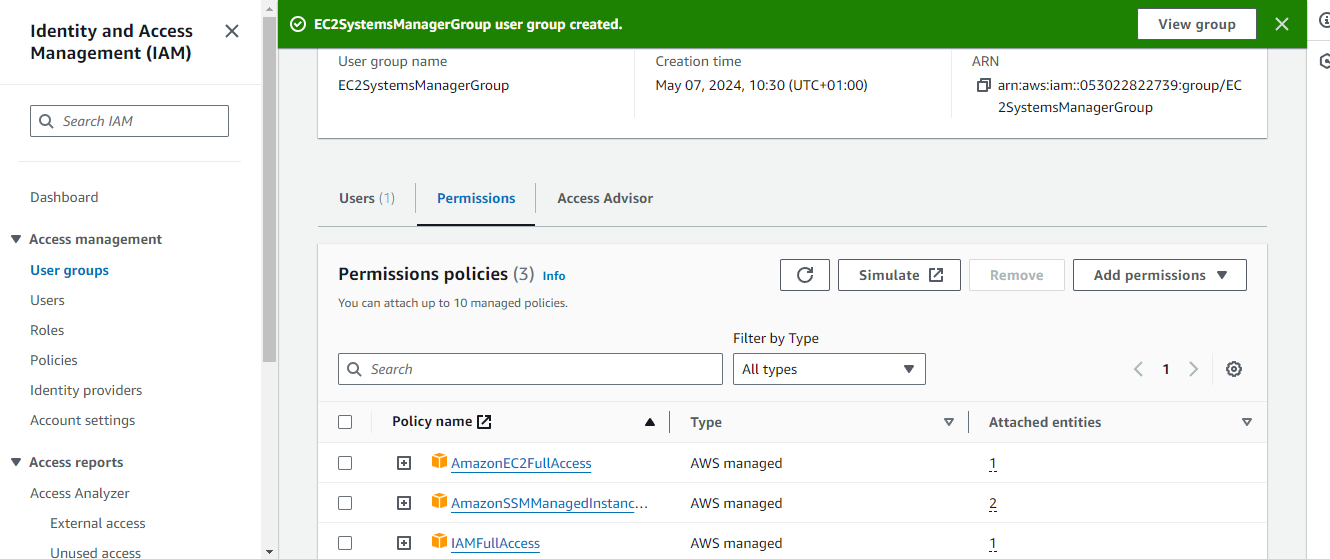 Identity and Access
Management (IAM)
Search IAM
Dashboard
Access management
User groups
Users
Roles
Policies
Identity providers
Account settings
Access reports
Access Analyzer
External access
Unused access
EC2SystemsManagerGroup user group created.
View group
User group name
EC2SystemsManagerGroup
Creation time
May 07, 2024, 10:30 (UTC+01:00)
ARN
arn:aws:iam::053022822739:group/EC
2SystemsManagerGroup
Users (1)
Permissions
Access Advisor
Permissions policies (3) Info
You can attach up to 10 managed policies.
Simulate
Remove
Add permissions
Filter by Type
Search
All types
1
Policy name
Type
Attached entities
AmazonEC2FullAccess AWS managed 1
AmazonSSMManagedInstanc... AWS managed 2
IAMFullAccess AWS managed 1